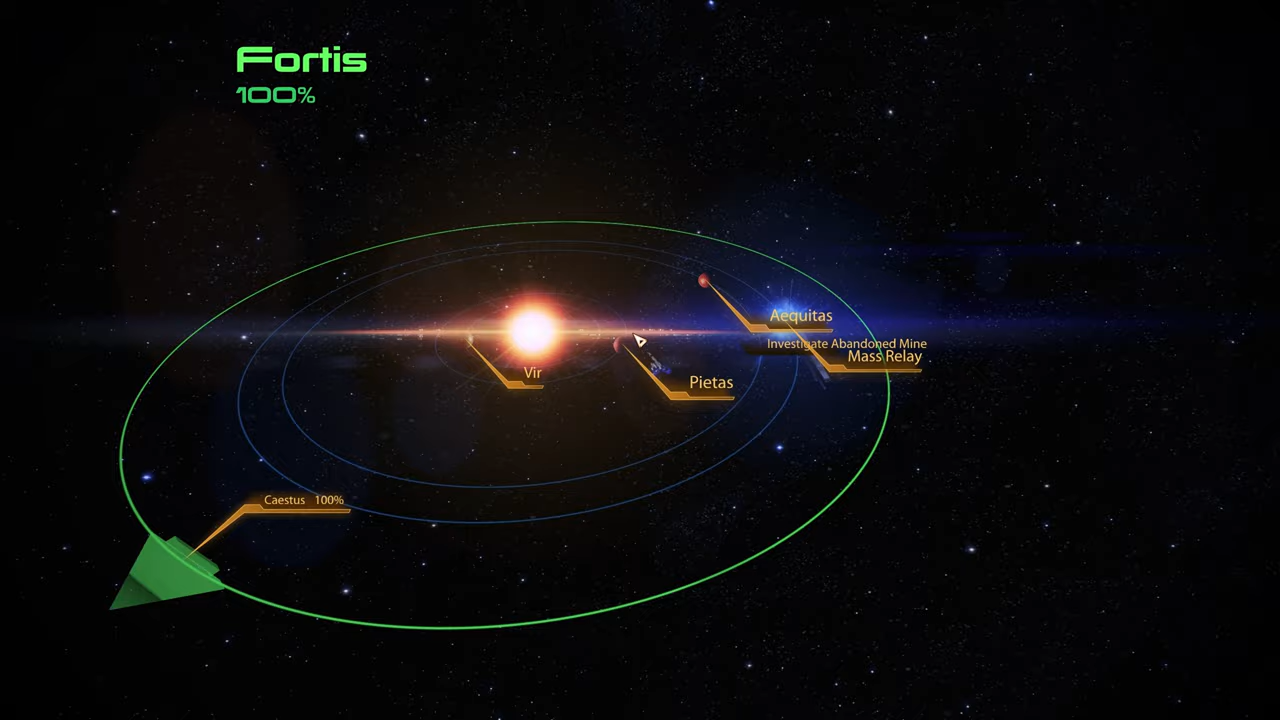 Fortis
100%
Aequitas
Investigate Abandoned Mine
Mass Relay
Vir
Pietas
Caestus 100%